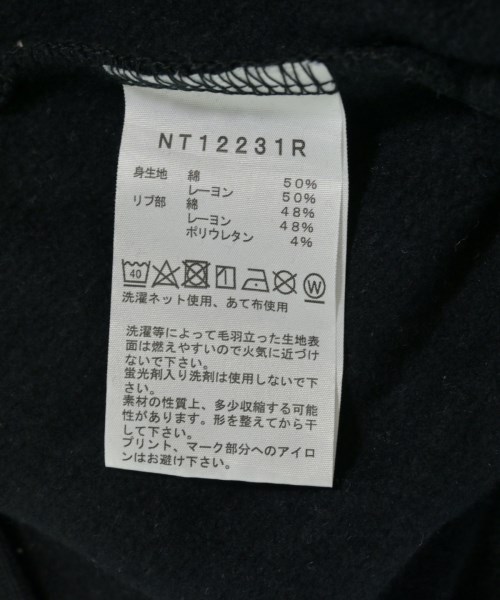 NT12231R
身生地 綿 50%
レーヨン 50%
リブ部 綿 48%
レーヨン 48%
ポリウレタン 4%
40 W
洗濯ネット使用、あて布使用
洗濯等によって毛羽立った生地表
面は燃えやすいので火気に近づけ
ないで下さい。
蛍光剤入り洗剤は使用しないで下
さい。
素材の性質上、多少収縮する可能
性があります。形を整えてから干
して下さい。
プリント、マーク部分へのアイロ
ンはお避け下さい。